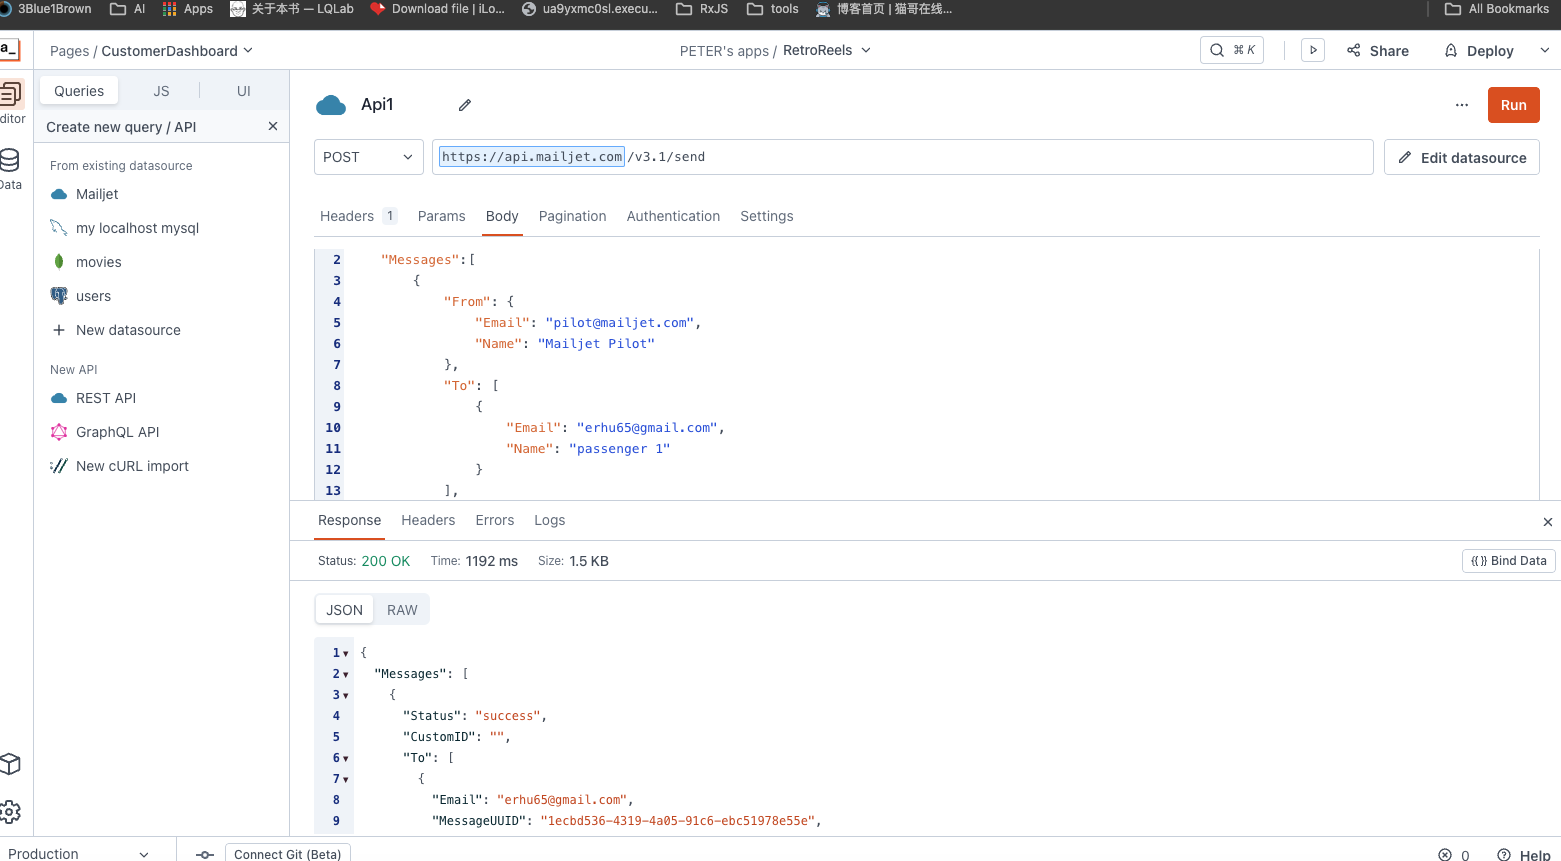 3Blue1Brown AI Apps 关于本书 — LQLab Download file | iLo... ua9yxmc0sl.execu... RxJS tools 博客首页 | 猫哥在线... All Bookmarks
a_ Pages / CustomerDashboard PETER's apps / RetroReels ⌘ K Share Deploy
ditor
Data
Queries JS UI
Create new query / API
From existing datasource
Mailjet
my localhost mysql
movies
users
New datasource
New API
REST API
GraphQL API
New cURL import
Api1 Run
POST https://api.mailjet.com /v3.1/send Edit datasource
Headers 1 Params Body Pagination Authentication Settings
2 "Messages":[
3 {
4 "From": {
5 "Email": "pilot@mailjet.com",
6 "Name": "Mailjet Pilot"
7 },
8 "To": [
9 {
10 "Email": "erhu65@gmail.com",
11 "Name": "passenger 1"
12 }
13 ],
Response Headers Errors Logs
Status: 200 OK Time: 1192 ms Size: 1.5 KB {{ }} Bind Data
JSON RAW
1 {
2 "Messages": [
3 {
4 "Status": "success",
5 "CustomID": "",
6 "To": [
7 {
8 "Email": "erhu65@gmail.com",
9 "MessageUUID": "1ecbd536-4319-4a05-91c6-ebc51978e55e",
Production Connect Git (Beta) 0 Help